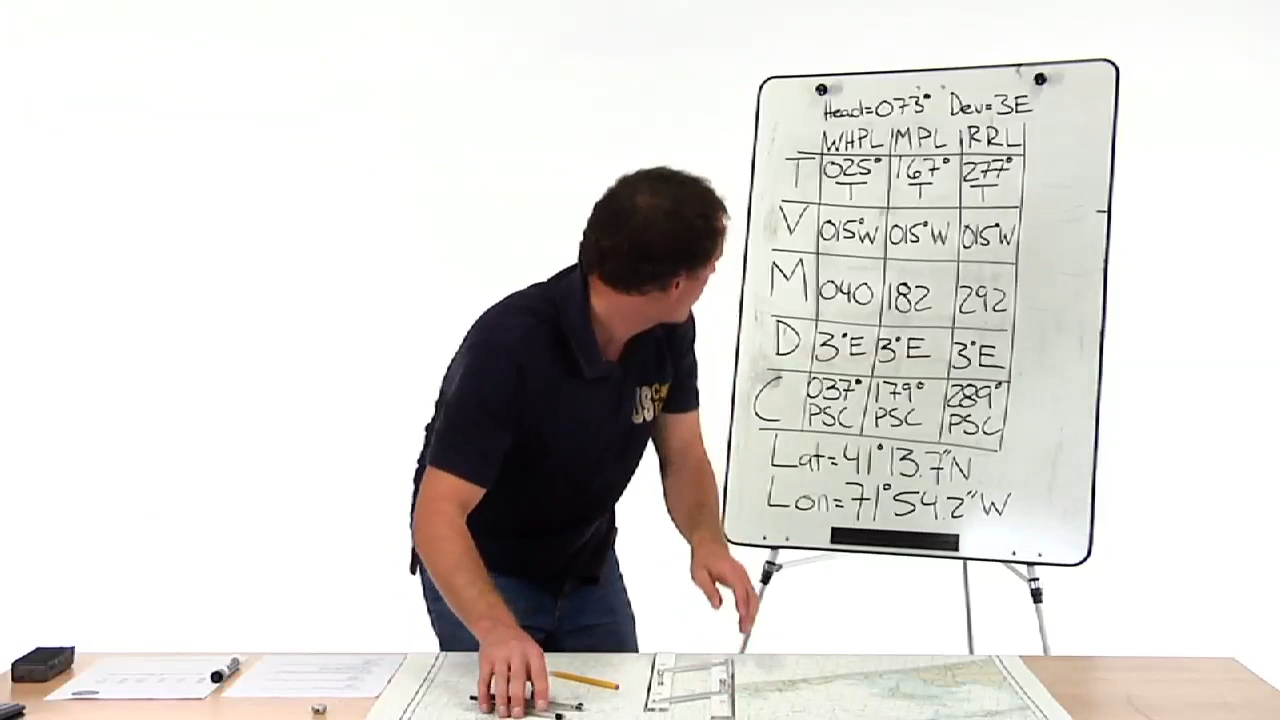 Head=073° Dev=3E
WHPL MPL RRL
T 025°T 167°T 277°T
V 015°W 015°W 015°W
M 040 182 292
D 3°E 3°E 3°E
C 037° PSC 179° PSC 289° PSC
Lat=41°13.7"N
Lon=71°54.2"W